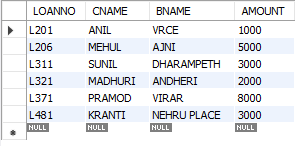 LOANNO CNAME BNAME AMOUNT
L201 ANIL VRCE 1000
L206 MEHUL AJNI 5000
L311 SUNIL DHARAMPETH 3000
L321 MADHURI ANDHERI 2000
L371 PRAMOD VIRAR 8000
L481 KRANTI NEHRU PLACE 3000
NULL NULL NULL NULL